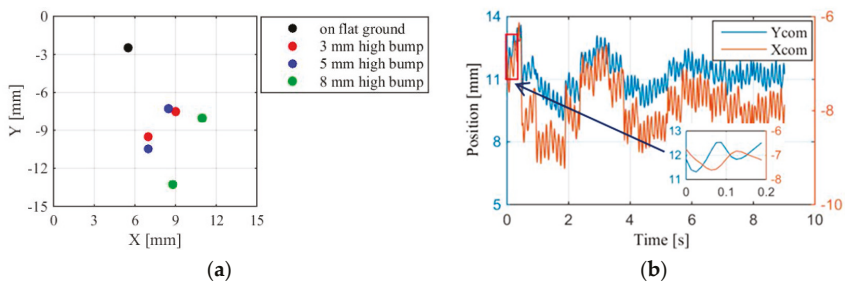 0
-3
-6
-9
-12
-15
Y [mm]
0 3 6 9 12 15
X [mm]
on flat ground
3 mm high bump
5 mm high bump
8 mm high bump
(a)
14
11
8
5
Position [mm]
-6
-8
-10
Ycom
Xcom
13
12
11
-6
-7
-8
0 0.1 0.2
0 2 4 6 8 10
Time [s]
(b)